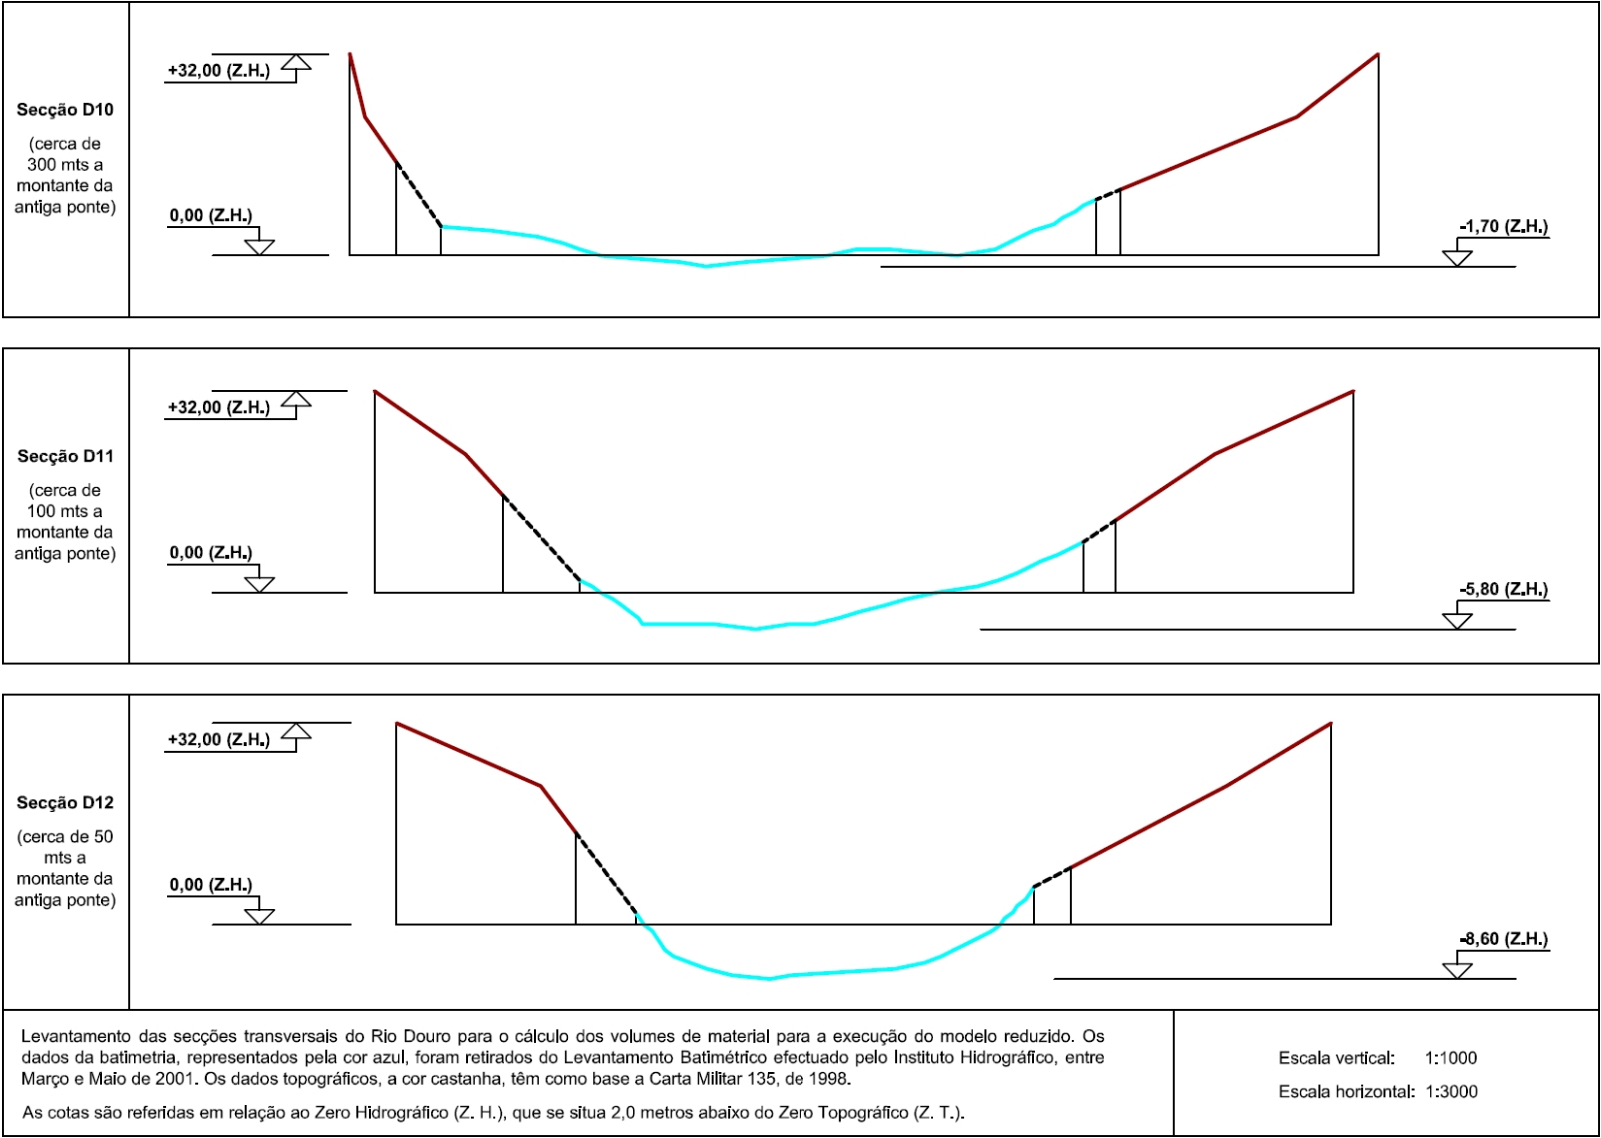 Secção D10
(cerca de
300 mts a
montante da
antiga ponte)
+32,00 (Z.H.)
0,00 (Z.H.)
-1,70 (Z.H.)
Secção D11
(cerca de
100 mts a
montante da
antiga ponte)
+32,00 (Z.H.)
0,00 (Z.H.)
-5,80 (Z.H.)
Secção D12
(cerca de 50
mts a
montante da
antiga ponte)
+32,00 (Z.H.)
0,00 (Z.H.)
-8,60 (Z.H.)
Levantamento das secções transversais do Rio Douro para o cálculo dos volumes de material para a execução do modelo reduzido. Os
dados da batimetria, representados pela cor azul, foram retirados do Levantamento Batimétrico efectuado pelo Instituto Hidrográfico, entre
Março e Maio de 2001. Os dados topográficos, a cor castanha, têm como base a Carta Militar 135, de 1998.
As cotas são referidas em relação ao Zero Hidrográfico (Z. H.), que se situa 2,0 metros abaixo do Zero Topográfico (Z. T.).
Escala vertical: 1:1000
Escala horizontal: 1:3000